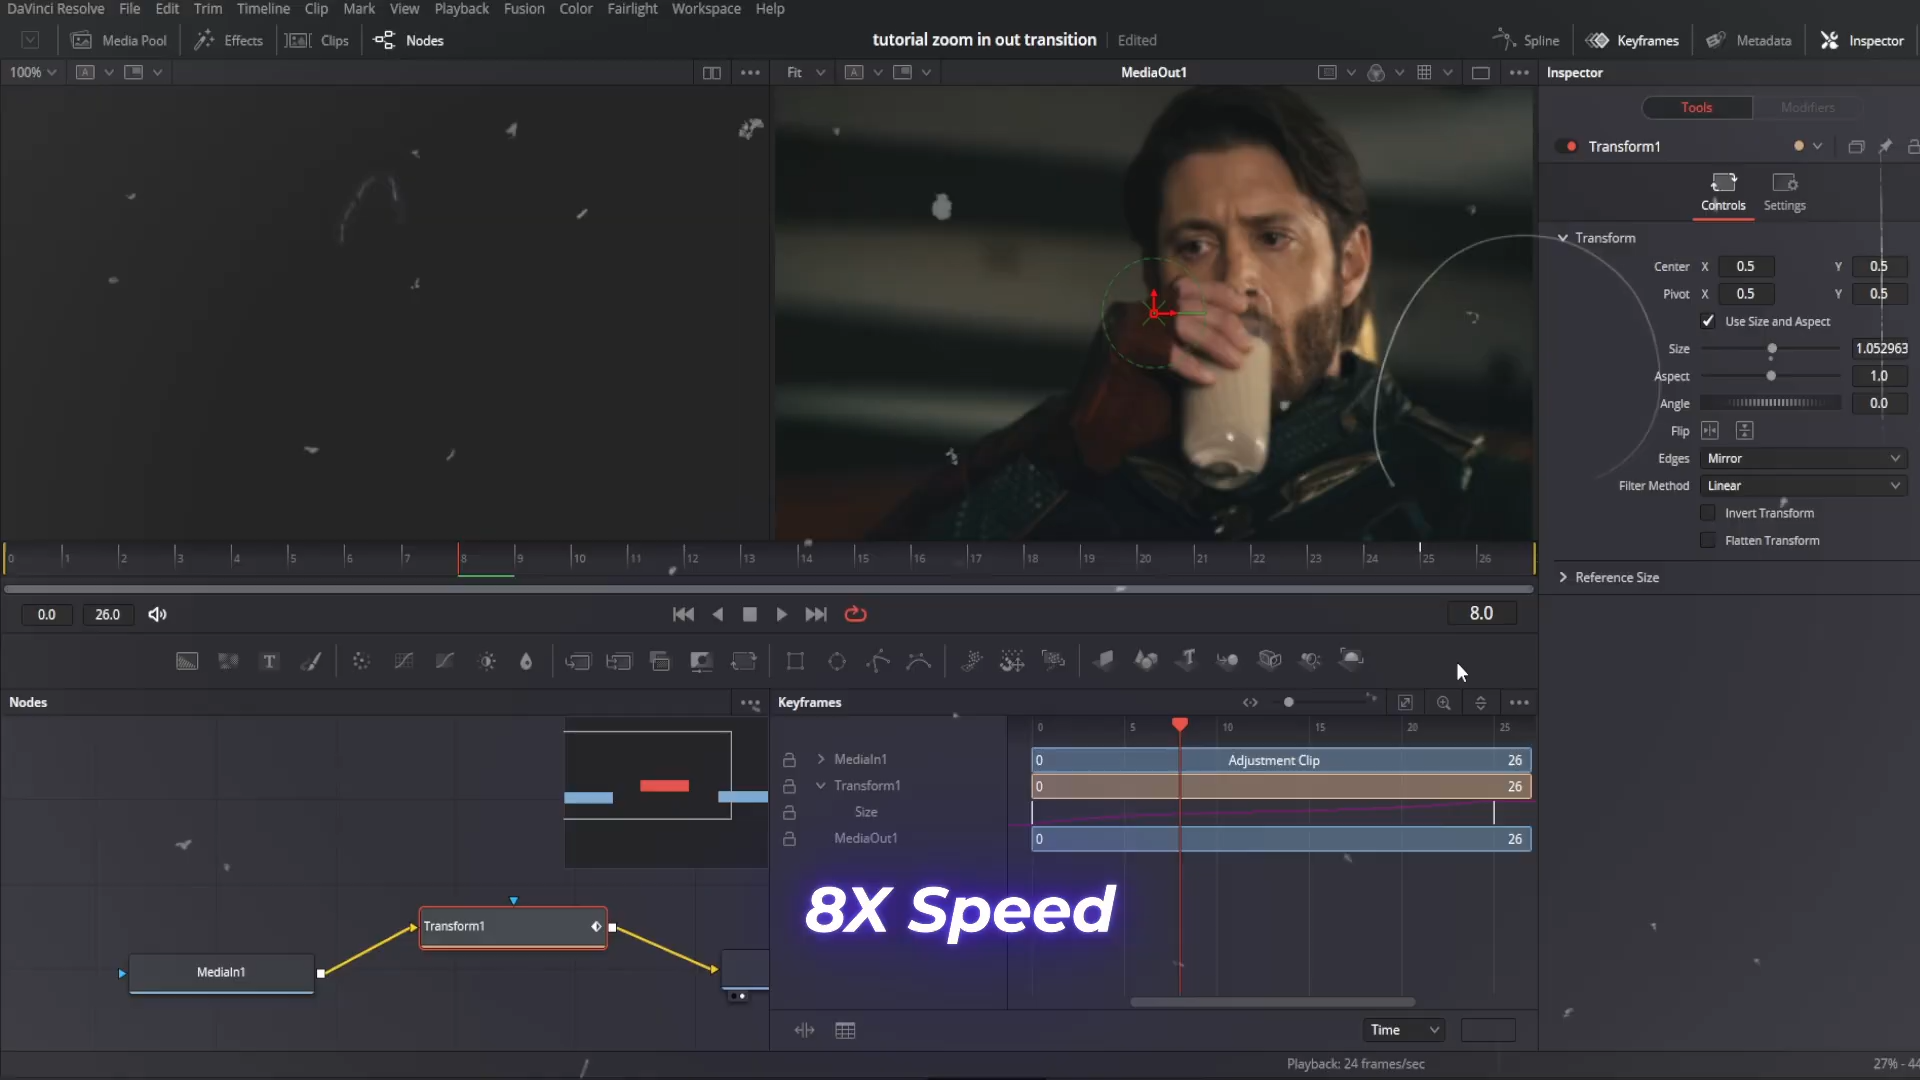 DaVinci Resolve File Edit Trim Timeline Clip Mark View Playback Fusion Color Fairlight Workspace Help
Media Pool Effects Clips Nodes tutorial zoom in out transition Edited Spline Keyframes Metadata Inspector
100% A Fit A MediaOut1 Inspector
Tools Modifiers
Transform1
Controls Settings
Transform
Center X 0.5 Y 0.5
Pivot X 0.5 Y 0.5
Use Size and Aspect
Size 1.052963
Aspect 1.0
Angle 0.0
Flip
Edges Mirror
Filter Method Linear
Invert Transform
Flatten Transform
Reference Size
0 1 2 3 4 5 6 7 8 9 10 11 12 13 14 15 16 17 18 19 20 21 22 23 24 25 26
0.0 26.0 8.0
T T
Nodes Keyframes
0 5 10 15 20 25
MediaIn1 0 Adjustment Clip 26
Transform1 0 26
Size
MediaOut1 0 26
8X Speed
Transform1
MediaIn1
Time
Playback: 24 frames/sec 27% - 44